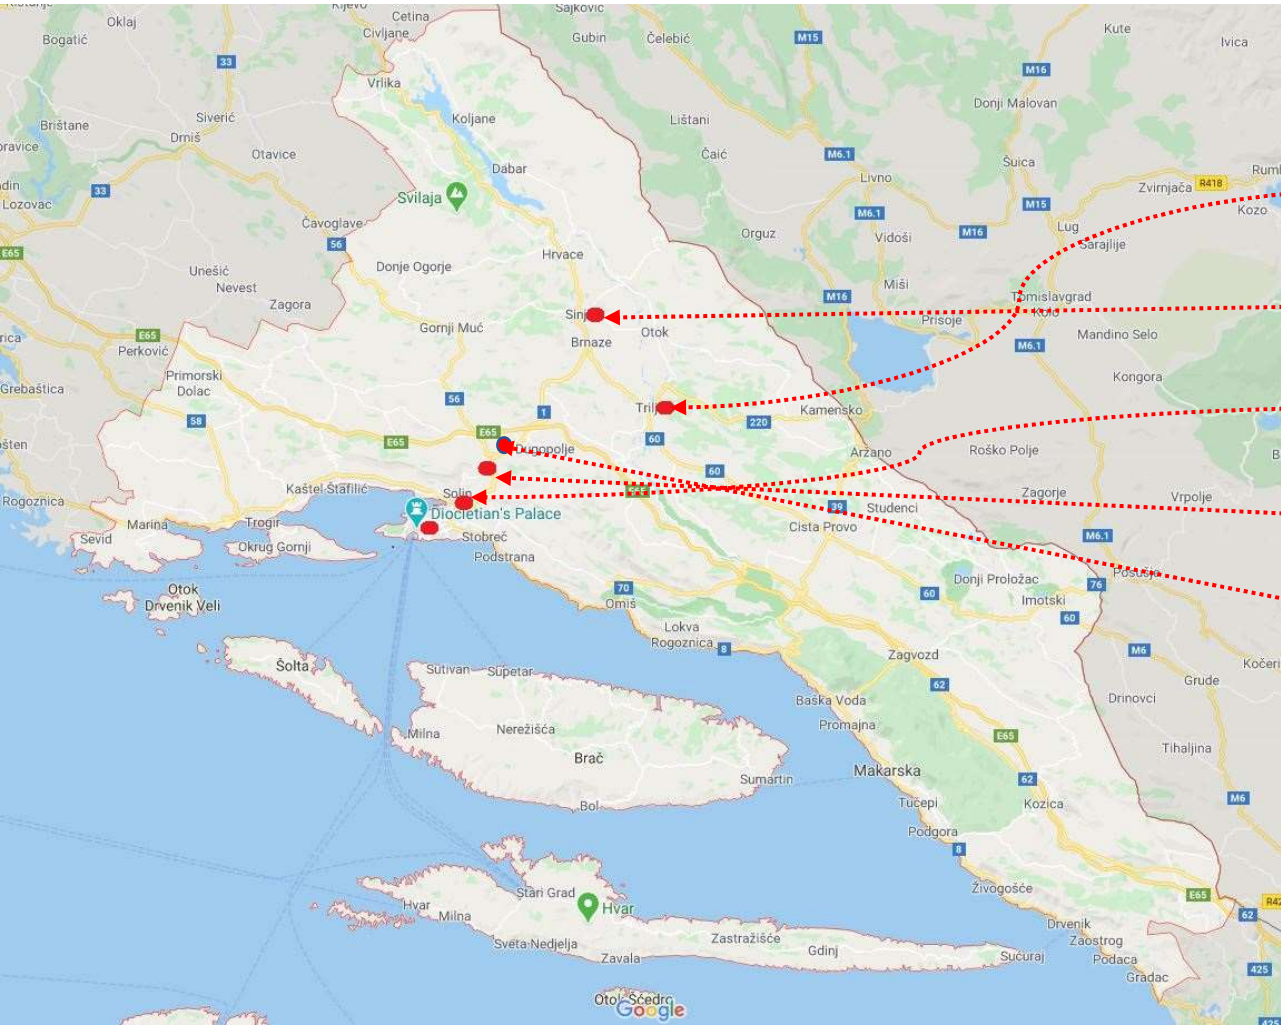 Kijevo
Cetina
Civljane
Sajković
Gubin
Čelebić
M15
Kute
Ivica
Oklaj
Bogatić
33
M16
Vrlika
Koljane
Lištani
Donji Malovan
Siverić
Brištane
Drniš
Otavice
Čaić
M6.1
Šuica
Dabar
Livno
Zvirnjača
R418
33
Lozovac
Svilaja
M6.1
M15
Kozo
Čavoglave
56
Orguz
Vidoši
M16
Lug
Sarajlije
E65
Hrvace
Donje Ogorje
Unešić
Nevest
Miši
M16
Tomislavgrad
Kolo
Zagora
Sinj
Otok
Prisoje
Gornji Muć
Brnaze
Mandino Selo
E65
Perković
M6.1
Primorski
Dolac
Kongora
Grebaštica
56
1
Trilj
Kamensko
58
220
E65
E65
60
Dugopolje
Aržano
Roško Polje
60
Kaštel Štafilić
Solin
Zagorje
Vrpolje
Rogoznica
Diocletian's Palace
39
Studenci
Marina
Trogir
Cista Provo
Sevid
Okrug Gornji
Stobreč
M6.1
Podstrana
Posušje
Donji Proložac
76
Otok
Drvenik Veli
70
60
Imotski
Omiš
60
Lokva
Rogoznica
8
Zagvozd
M6
Šolta
Sutivan
Supetar
62
Grude
Kočeri
Baška Voda
Drinovci
Promajna
Milna
Nerežišća
E65
Tihaljina
Brač
Makarska
Sumartin
62
M6
Bol
Tučepi
Kozica
Podgora
8
Stari Grad
Živogošće
E65
Hvar
Milna
Hvar
62
Drvenik
Sveta Nedjelja
Zastražišće
Zaostrog
Gdinj
Sućuraj
Zavala
Podaca
425
Gradac
Otok Šćedro
Google